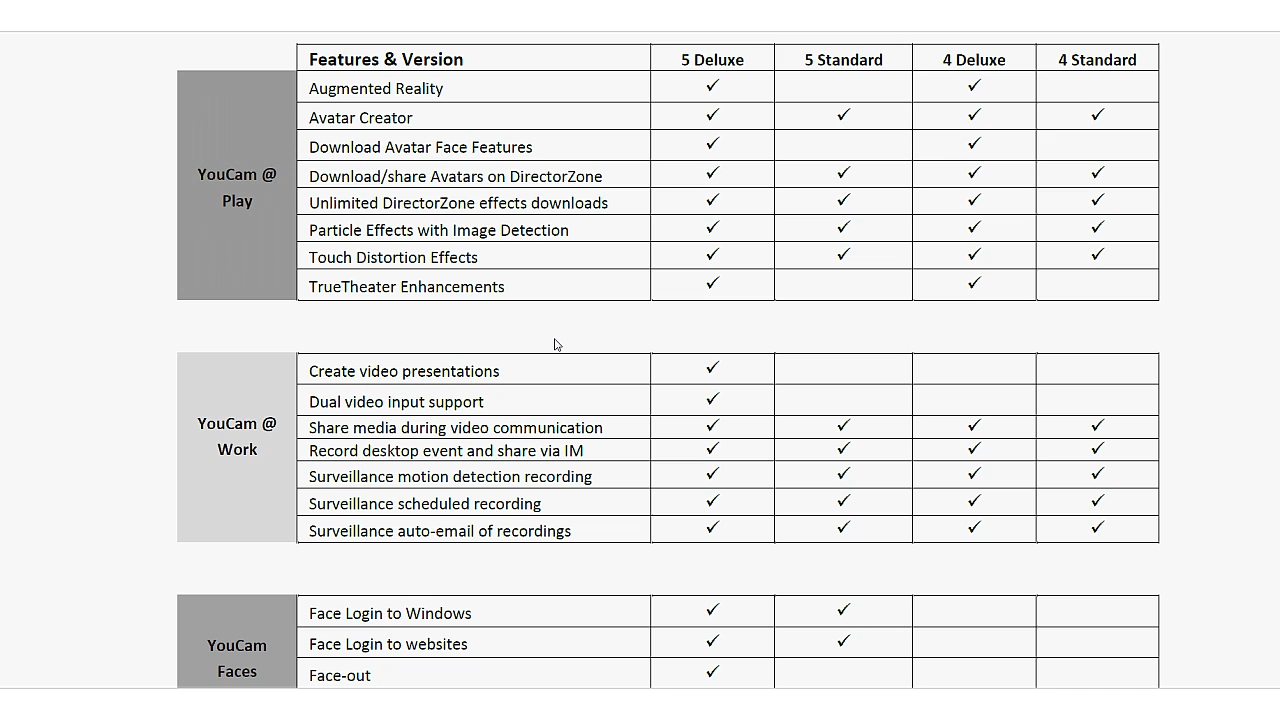 Features & Version 5 Deluxe 5 Standard 4 Deluxe 4 Standard
YouCam @
Play
Augmented Reality ✓ ✓
Avatar Creator ✓ ✓ ✓ ✓
Download Avatar Face Features ✓ ✓
Download/share Avatars on DirectorZone ✓ ✓ ✓ ✓
Unlimited DirectorZone effects downloads ✓ ✓ ✓ ✓
Particle Effects with Image Detection ✓ ✓ ✓ ✓
Touch Distortion Effects ✓ ✓ ✓ ✓
TrueTheater Enhancements ✓ ✓
YouCam @
Work
Create video presentations ✓
Dual video input support ✓
Share media during video communication ✓ ✓ ✓ ✓
Record desktop event and share via IM ✓ ✓ ✓ ✓
Surveillance motion detection recording ✓ ✓ ✓ ✓
Surveillance scheduled recording ✓ ✓ ✓ ✓
Surveillance auto-email of recordings ✓ ✓ ✓ ✓
YouCam
Faces
Face Login to Windows ✓ ✓
Face Login to websites ✓ ✓
Face-out ✓